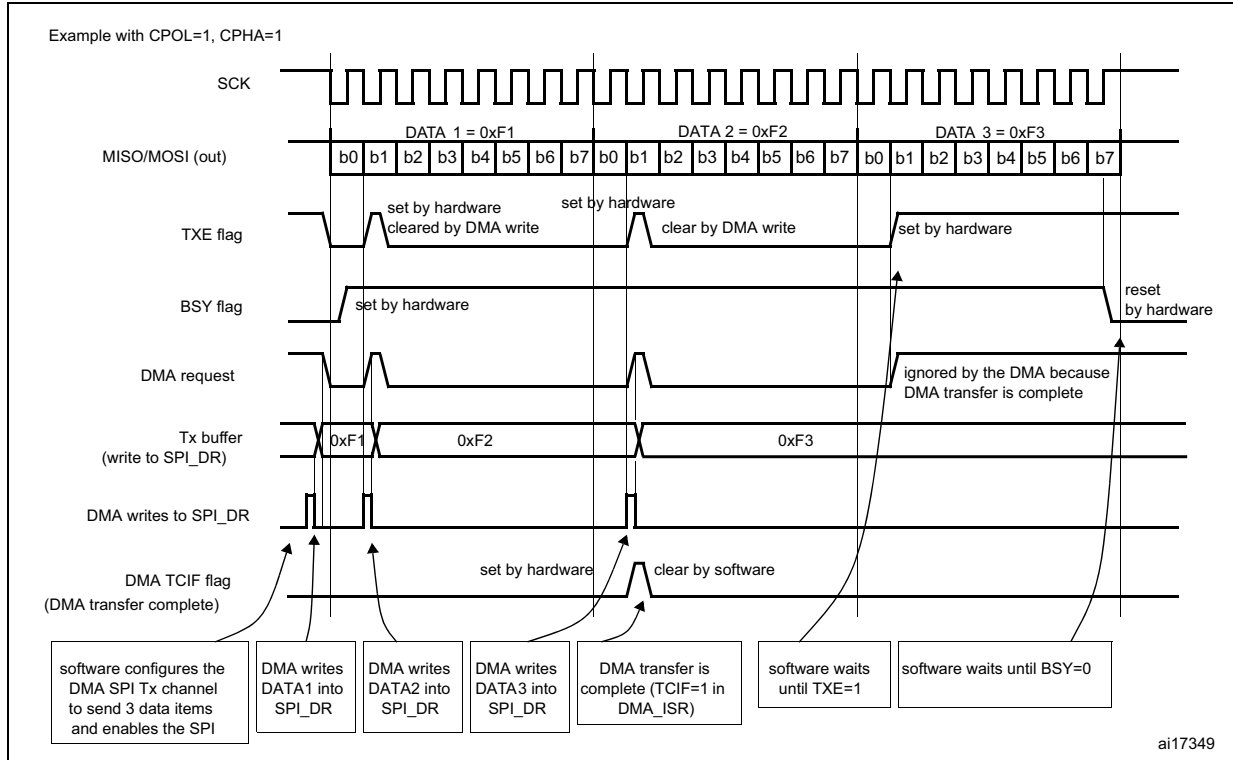 Example with CPOL=1, CPHA=1
SCK
DATA 1 = 0xF1
DATA 2 = 0xF2
DATA 3 = 0xF3
MISO/MOSI (out)
b0 b1 b2 b3 b4 b5 b6 b7 b0 b1 b2 b3 b4 b5 b6 b7 b0 b1 b2 b3 b4 b5 b6 b7
TXE flag
set by hardware
cleared by DMA write
set by hardware
clear by DMA write
set by hardware
BSY flag
set by hardware
reset
by hardware
DMA request
ignored by the DMA because
DMA transfer is complete
Tx buffer
(write to SPI_DR)
0xF1
0xF2
0xF3
DMA writes to SPI_DR
DMA TCIF flag
(DMA transfer complete)
set by hardware
clear by software
software configures the
DMA SPI Tx channel
to send 3 data items
and enables the SPI
DMA writes
DATA1 into
SPI_DR
DMA writes
DATA2 into
SPI_DR
DMA writes
DATA3 into
SPI_DR
DMA transfer is
complete (TCIF=1 in
DMA_ISR)
software waits
until TXE=1
software waits until BSY=0
ai17349